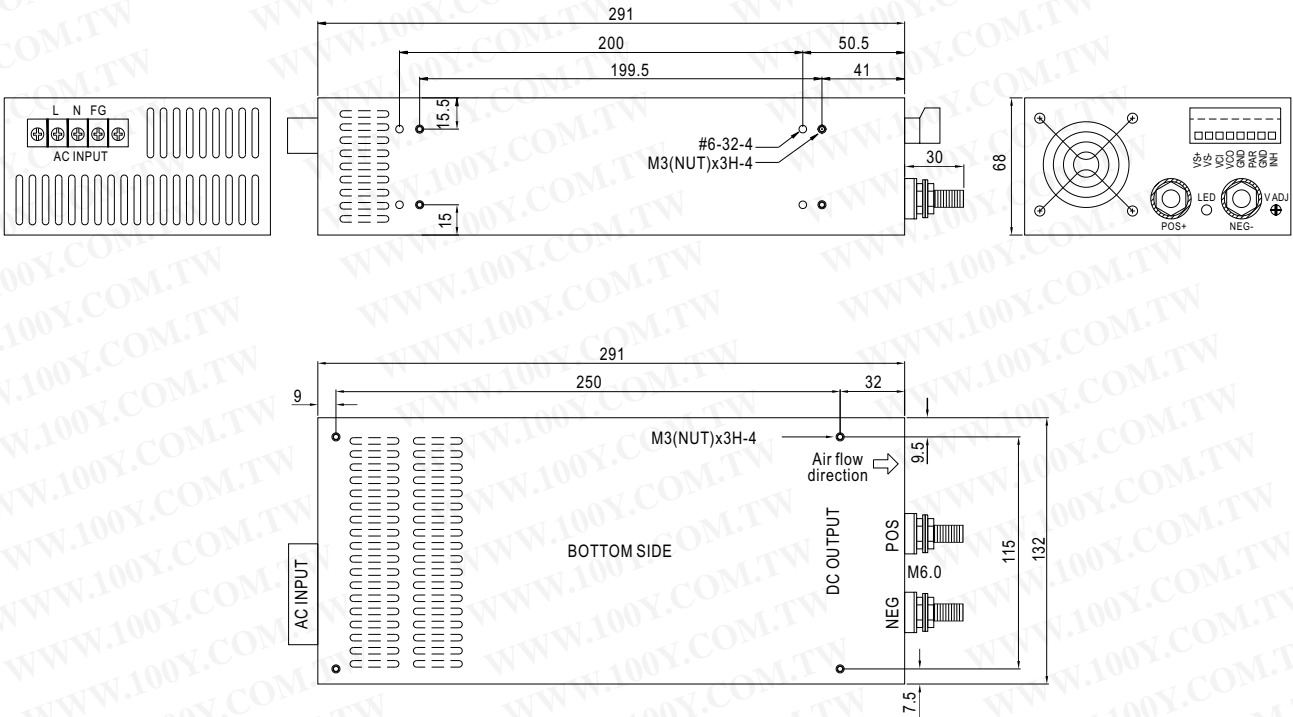 291
200
50.5
199.5
41
15.5
#6-32-4
M3(NUT)x3H-4
15
30
L N FG
AC INPUT
68
VS+
VS-
VCI
VCO
GND
PAR
GND
INH
LED
V ADJ
POS+
NEG-
291
250
32
9
M3(NUT)x3H-4
Air flow
direction
9.5
BOTTOM SIDE
AC INPUT
DC OUTPUT
POS
M6.0
NEG
115
132
7.5
WWW.100Y.COM.TW